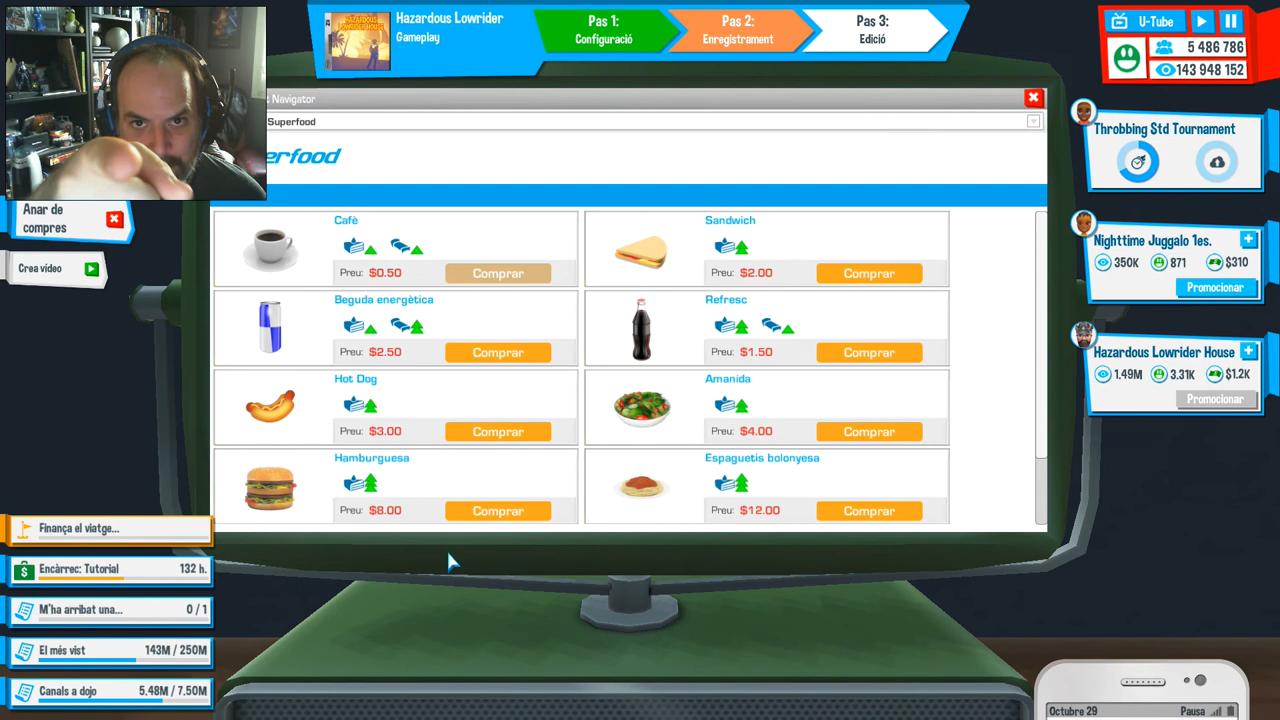 Hazardous Lowrider
Gameplay
Pas 1:
Configuració
Pas 2:
Enregistrament
Pas 3:
Edició
U-Tube
5 486 786
143 948 152
Navigator
Superfood
Anar de
compres
Crea vídeo
Cafè
Preu: $0.50
Comprar
Sandwich
Preu: $2.00
Comprar
Beguda energètica
Preu: $2.50
Comprar
Refresc
Preu: $1.50
Comprar
Hot Dog
Preu: $3.00
Comprar
Amanida
Preu: $4.00
Comprar
Hamburguesa
Preu: $8.00
Comprar
Espaguetis bolonyesa
Preu: $12.00
Comprar
Throbbing Std Tournament
Nighttime Juggalo 1es.
350K 871 $310
Promocionar
Hazardous Lowrider House
1.49M 3.31K $1.2K
Promocionar
Finança el viatge...
Encàrrec: Tutorial 132 h.
M'ha arribat una... 0 / 1
El més vist 143M / 250M
Canals a dojo 5.48M / 7.50M
Octubre 29 Pausa